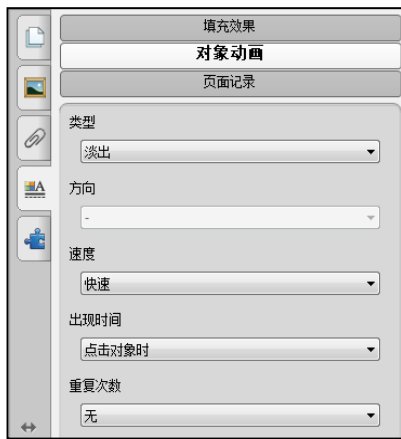 填充效果
对象动画
页面记录
类型
淡出
方向
-
速度
快速
出现时间
点击对象时
重复次数
无